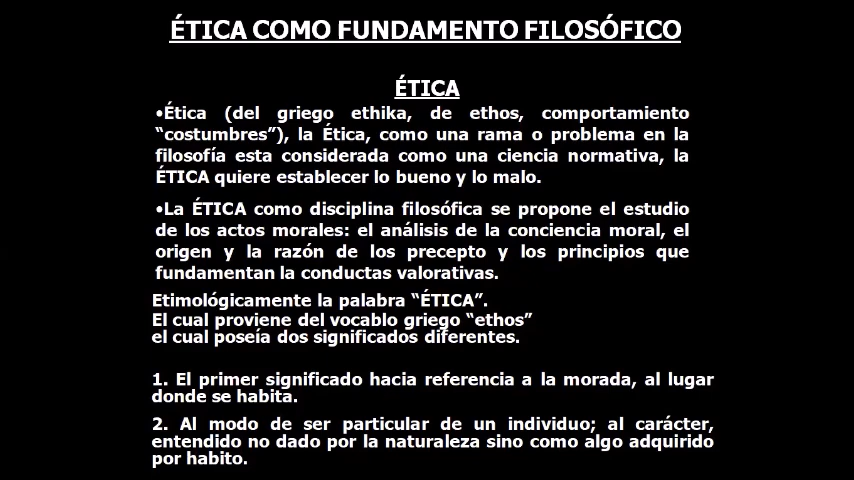 ÉTICA COMO FUNDAMENTO FILOSÓFICO
ÉTICA
•Ética (del griego ethika, de ethos, comportamiento
“costumbres”), la Ética, como una rama o problema en la
filosofía esta considerada como una ciencia normativa, la
ÉTICA quiere establecer lo bueno y lo malo.
•La ÉTICA como disciplina filosófica se propone el estudio
de los actos morales: el análisis de la conciencia moral, el
origen y la razón de los precepto y los principios que
fundamentan la conductas valorativas.
Etimológicamente la palabra “ÉTICA”.
El cual proviene del vocablo griego “ethos”
el cual poseía dos significados diferentes.
1. El primer significado hacia referencia a la morada, al lugar
donde se habita.
2. Al modo de ser particular de un individuo; al carácter,
entendido no dado por la naturaleza sino como algo adquirido
por habito.